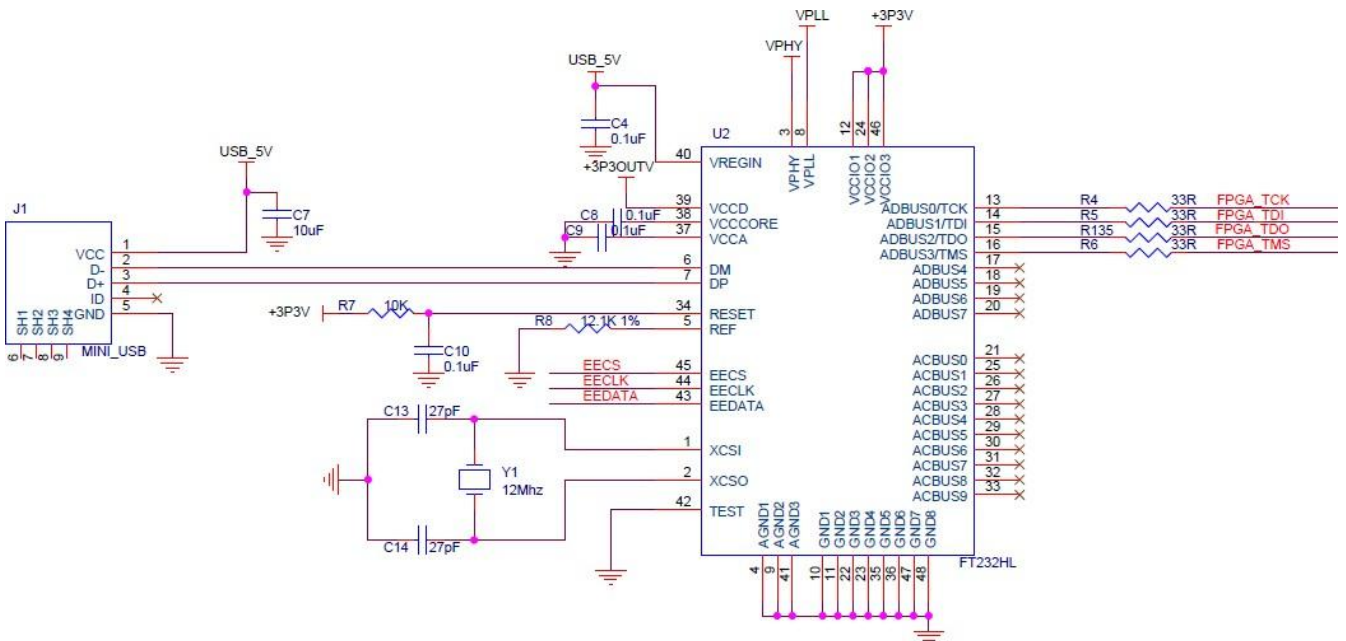 VPLL
+3P3V
VPHY
USB_5V
C4
0.1uF
3
8
12
24
46
U2
VPHY
VPLL
VCCIO1
VCCIO2
VCCIO3
40
VREGIN
+3P3OUTV
USB_5V
39
VCCD
C8
0.1uF
38
VCCCORE
C9
0.1uF
37
VCCA
J1
C7
10uF
VCC
1
D-
2
D+
3
ID
4
GND
5
SH1
SH2
SH3
SH4
6
7
8
9
MINI_USB
6
DM
7
DP
+3P3V
R7
10K
34
RESET
R8
12.1K 1%
5
REF
C10
0.1uF
EECS
45
EECS
EECLK
44
EECLK
EEDATA
43
EEDATA
C13
27pF
1
XCSI
Y1
12Mhz
2
XCSO
42
TEST
C14
27pF
ADBUS0/TCK
13
R4
33R
FPGA_TCK
ADBUS1/TDI
14
R5
33R
FPGA_TDI
ADBUS2/TDO
15
R135
33R
FPGA_TDO
ADBUS3/TMS
16
R6
33R
FPGA_TMS
ADBUS4
17
ADBUS5
18
ADBUS6
19
ADBUS7
20
ACBUS0
21
ACBUS1
25
ACBUS2
26
ACBUS3
27
ACBUS4
28
ACBUS5
29
ACBUS6
30
ACBUS7
31
ACBUS8
32
ACBUS9
33
AGND1
AGND2
AGND3
GND1
GND2
GND3
GND4
GND5
GND6
GND7
GND8
FT232HL
4
9
41
10
11
22
23
35
36
47
48